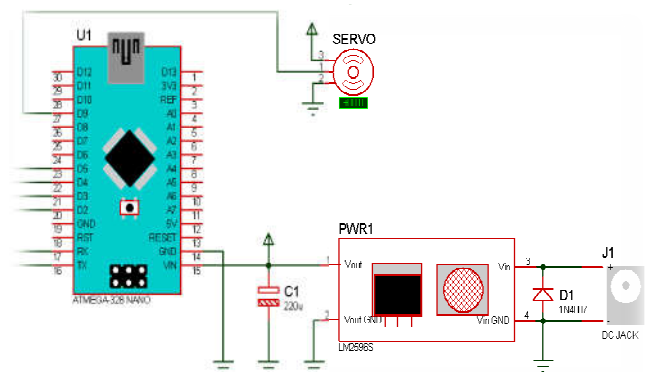 U1
SERVO
3
1
2
D12
D11
D10
D9
D8
D7
D6
D5
D4
D3
D2
GND
RST
RX
TX
30
29
28
27
26
25
24
23
22
21
20
19
18
17
16
D13
3V3
REF
A0
A1
A2
A3
A4
A5
A6
A7
5V
RESET
GND
VIN
1
2
3
4
5
6
7
8
9
10
11
12
13
14
15
ATMEGA-328 NANO
C1
220u
PWR1
1 Vout
Vin 3
2 Vout GND
Vin GND 4
LM2596S
D1
1N4007
J1
+
-
DC JACK